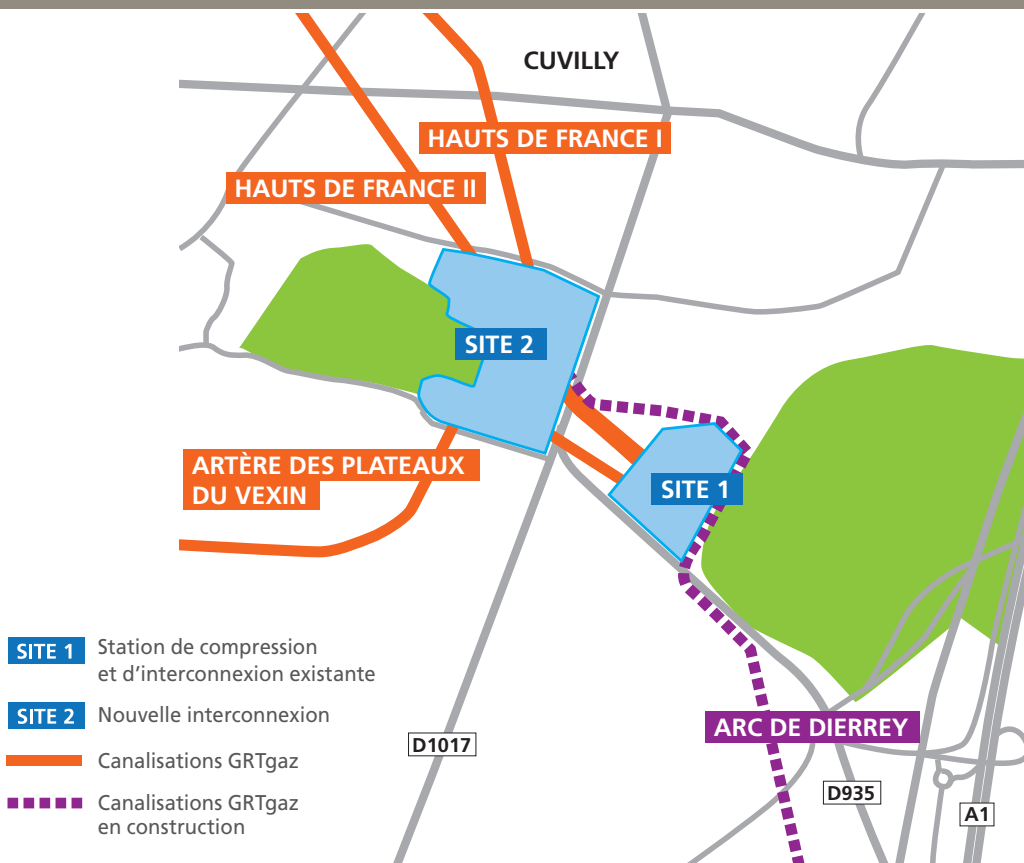 CUVILLY
HAUTS DE FRANCE I
HAUTS DE FRANCE II
SITE 2
ARTÈRE DES PLATEAUX
DU VEXIN
SITE 1
SITE 1 Station de compression
et d’interconnexion existante
SITE 2 Nouvelle interconnexion
Canalisations GRTgaz
Canalisations GRTgaz
en construction
D1017
ARC DE DIERREY
D935
A1